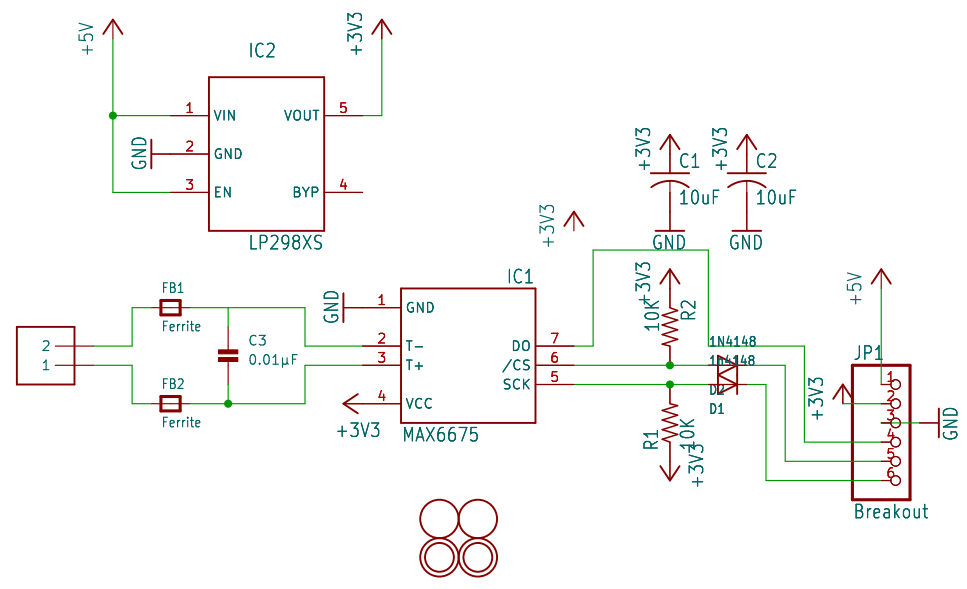 +5V
+3V3
IC2
1 VIN VOUT 5
GND 2 GND
3 EN BYP 4
LP298XS
+3V3 +3V3
C1 C2
10uF 10uF
GND GND
+3V3
IC1
+3V3
10K R2
FB1
Ferrite
GND 1 GND
2 T- DO 7
3 T+ /CS 6
SCK 5
4 VCC
+3V3
MAX6675
2
1
C3
0.01µF
FB2
Ferrite
1N4148
1N4148
D2
D1
R1 10K
+3V3
+5V
JP1
+3V3
1
2
3
4
5
6
GND
Breakout